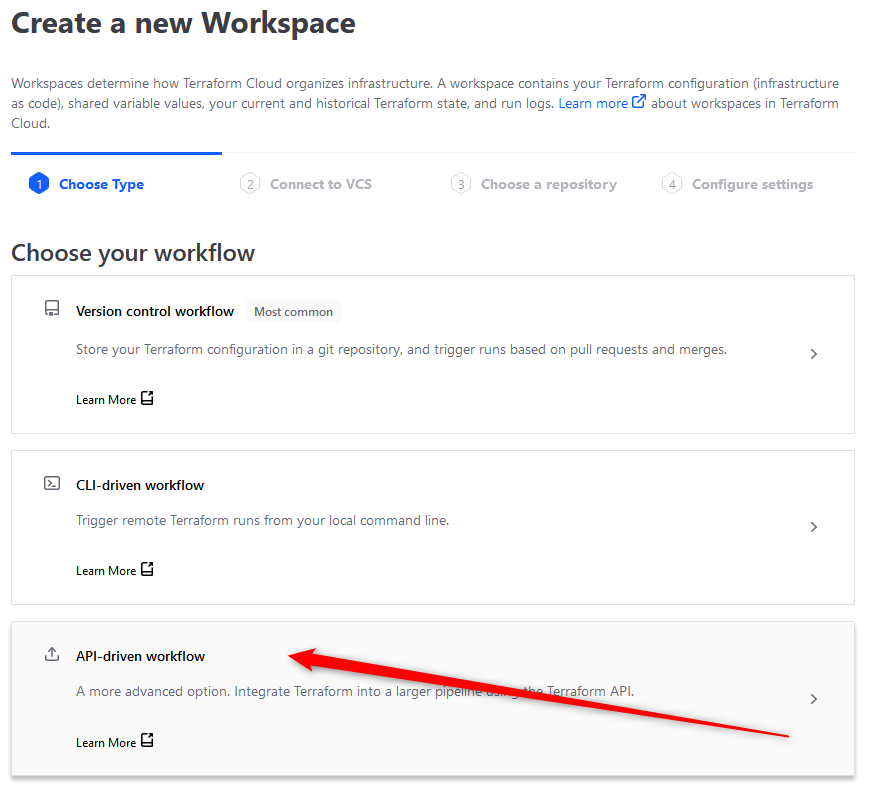 Create a new Workspace
Workspaces determine how Terraform Cloud organizes infrastructure. A workspace contains your Terraform configuration (infrastructure
as code), shared variable values, your current and historical Terraform state, and run logs. Learn more about workspaces in Terraform
Cloud.
1 Choose Type
2 Connect to VCS
3 Choose a repository
4 Configure settings
Choose your workflow
Version control workflow Most common
Store your Terraform configuration in a git repository, and trigger runs based on pull requests and merges.
Learn More
CLI-driven workflow
Trigger remote Terraform runs from your local command line.
Learn More
API-driven workflow
A more advanced option. Integrate Terraform into a larger pipeline using the Terraform API.
Learn More